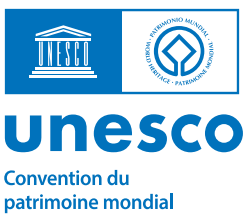 UNESCO
PATRIMONIO MUNDIAL • WORLD HERITAGE • PATRIMOINE MONDIAL •
unesco
Convention du
patrimoine mondial